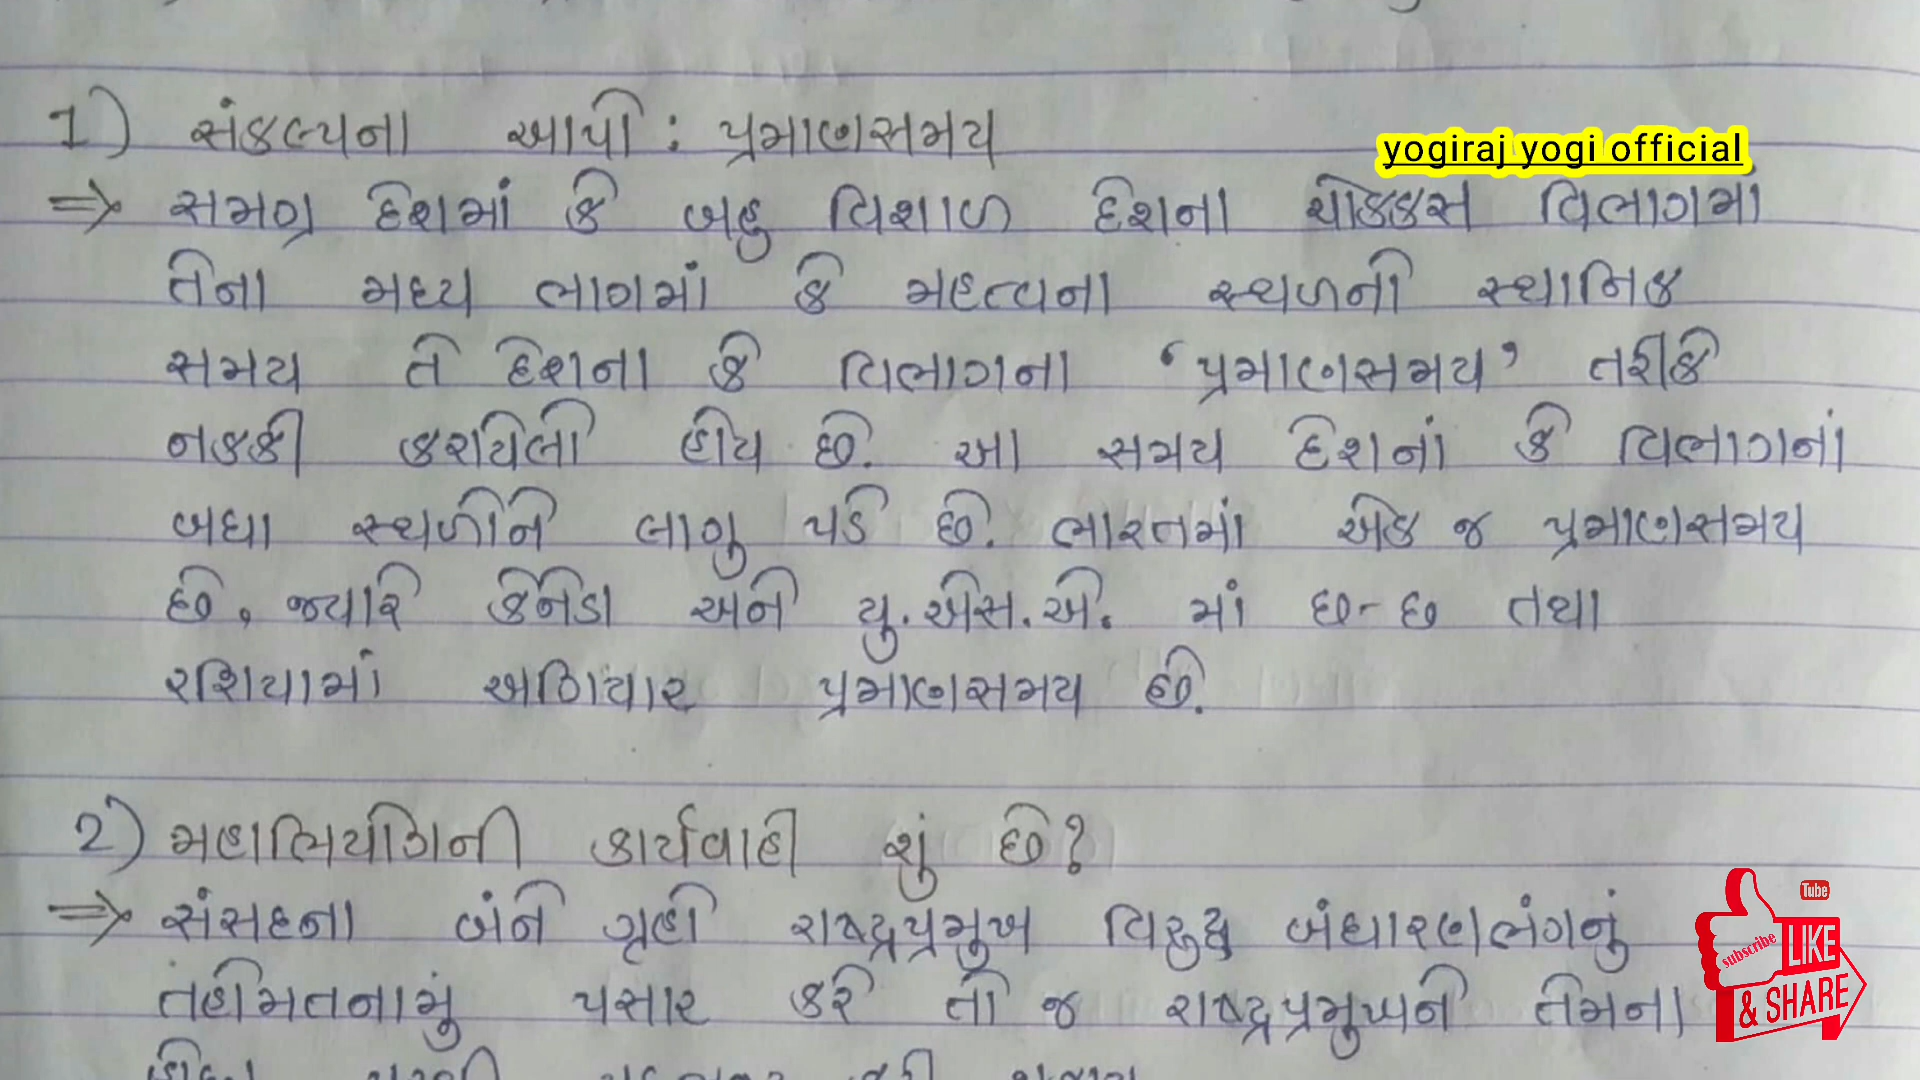 1) સંકલ્પના આપો : પ્રમાણસમય
yogiraj yogi official
⇒ સમગ્ર દેશમાં કે બહુ વિશાળ દેશના ચોક્કસ વિભાગમાં
તેના મધ્ય ભાગમાં કે મહત્વના સ્થળનો સ્થાનિક
સમય તે દેશના કે વિભાગના ‘પ્રમાણસમય’ તરીકે
નક્કી કરાયેલો હોય છે. આ સમય દેશનાં કે વિભાગનાં
બધા સ્થળોને લાગુ પડે છે. ભારતમાં એક જ પ્રમાણસમય
છે, જ્યારે કેનેડા અને યુ.એસ.એ. માં છ-છ તથા
રશિયામાં અગિયાર પ્રમાણસમય છે.
2) મહાભિયોગની કાર્યવાહી શું છે?
⇒ સંસદના બંને ગૃહો રાષ્ટ્રપ્રમુખ વિરુદ્ધ બંધારણભંગનું
તહોમતનામું પસાર કરે તો જ રાષ્ટ્રપ્રમુખને તેમના
Tube
subscribe
LIKE
& SHARE